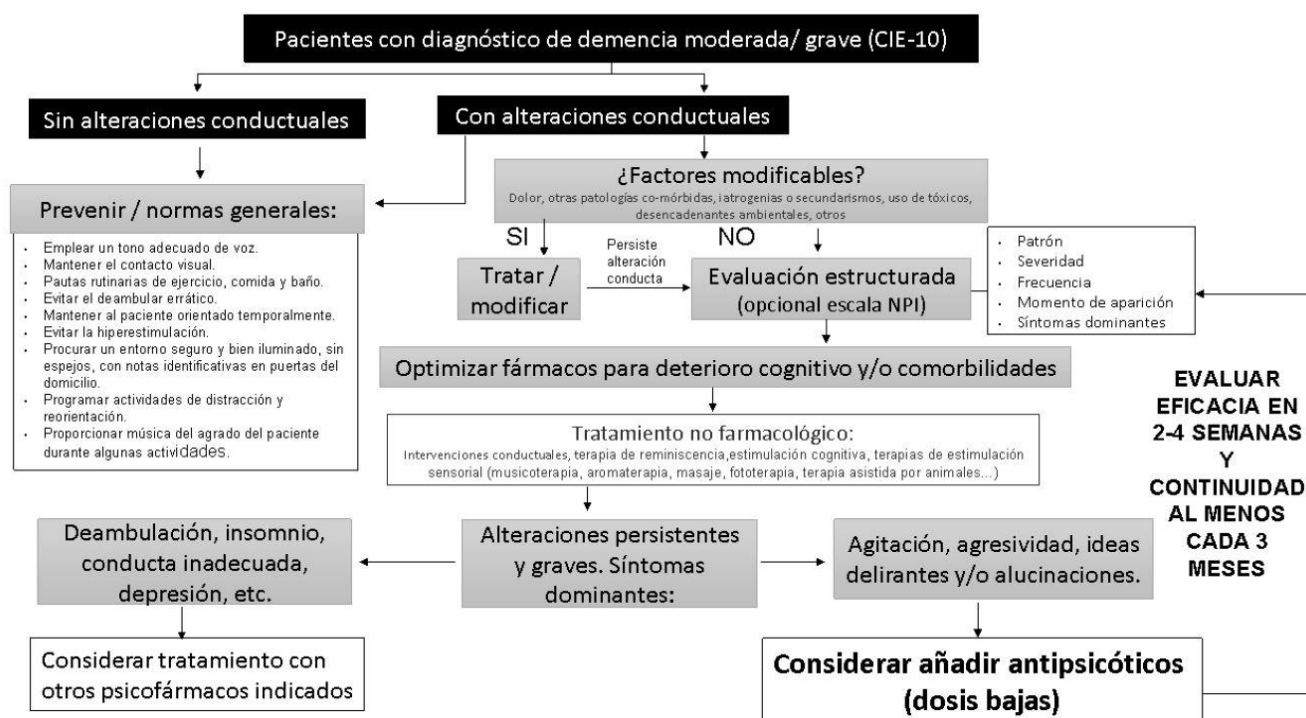 Pacientes con diagnóstico de demencia moderada/ grave (CIE-10)
Sin alteraciones conductuales
Con alteraciones conductuales
¿Factores modificables?
Dolor, otras patologías co-mórbidas, iatrogenias o secundarismos, uso de tóxicos,
desencadenantes ambientales, otros
Prevenir / normas generales:
· Emplear un tono adecuado de voz.
· Mantener el contacto visual.
· Pautas rutinarias de ejercicio, comida y baño.
· Evitar el deambular errático.
· Mantener al paciente orientado temporalmente.
· Evitar la hiperestimulación.
· Procurar un entorno seguro y bien iluminado, sin
espejos, con notas identificativas en puertas del
domicilio.
· Programar actividades de distracción y
reorientación.
· Proporcionar música del agrado del paciente
durante algunas actividades.
SI
NO
Tratar /
modificar
Persiste
alteración
conducta
Evaluación estructurada
(opcional escala NPI)
· Patrón
· Severidad
· Frecuencia
· Momento de aparición
· Síntomas dominantes
Optimizar fármacos para deterioro cognitivo y/o comorbilidades
Tratamiento no farmacológico:
Intervenciones conductuales, terapia de reminiscencia,estimulación cognitiva, terapias de estimulación
sensorial (musicoterapia, aromaterapia, masaje, fototerapia, terapia asistida por animales...)
EVALUAR
EFICACIA EN
2-4 SEMANAS
Y
CONTINUIDAD
AL MENOS
CADA 3
MESES
Deambulación, insomnio,
conducta inadecuada,
depresión, etc.
Alteraciones persistentes
y graves. Síntomas
dominantes:
Agitación, agresividad, ideas
delirantes y/o alucinaciones.
Considerar tratamiento con
otros psicofármacos indicados
Considerar añadir antipsicóticos
(dosis bajas)